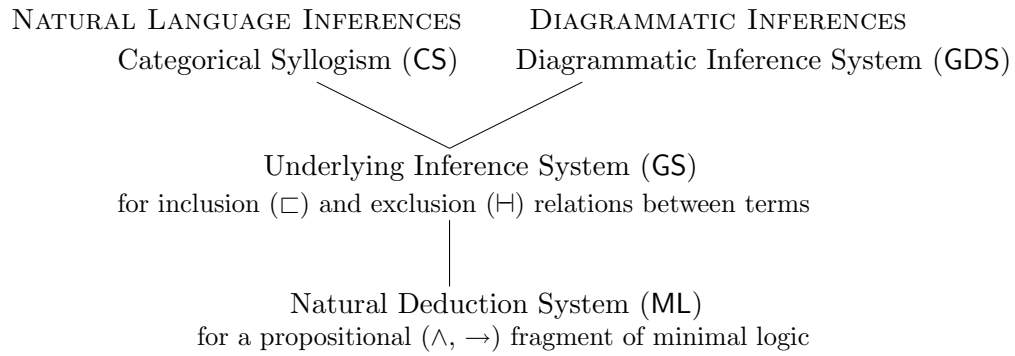 NATURAL LANGUAGE INFERENCES DIAGRAMMATIC INFERENCES
Categorical Syllogism (CS) Diagrammatic Inference System (GDS)
Underlying Inference System (GS)
for inclusion (⊏) and exclusion (⊢⊣) relations between terms
Natural Deduction System (ML)
for a propositional (∧, →) fragment of minimal logic